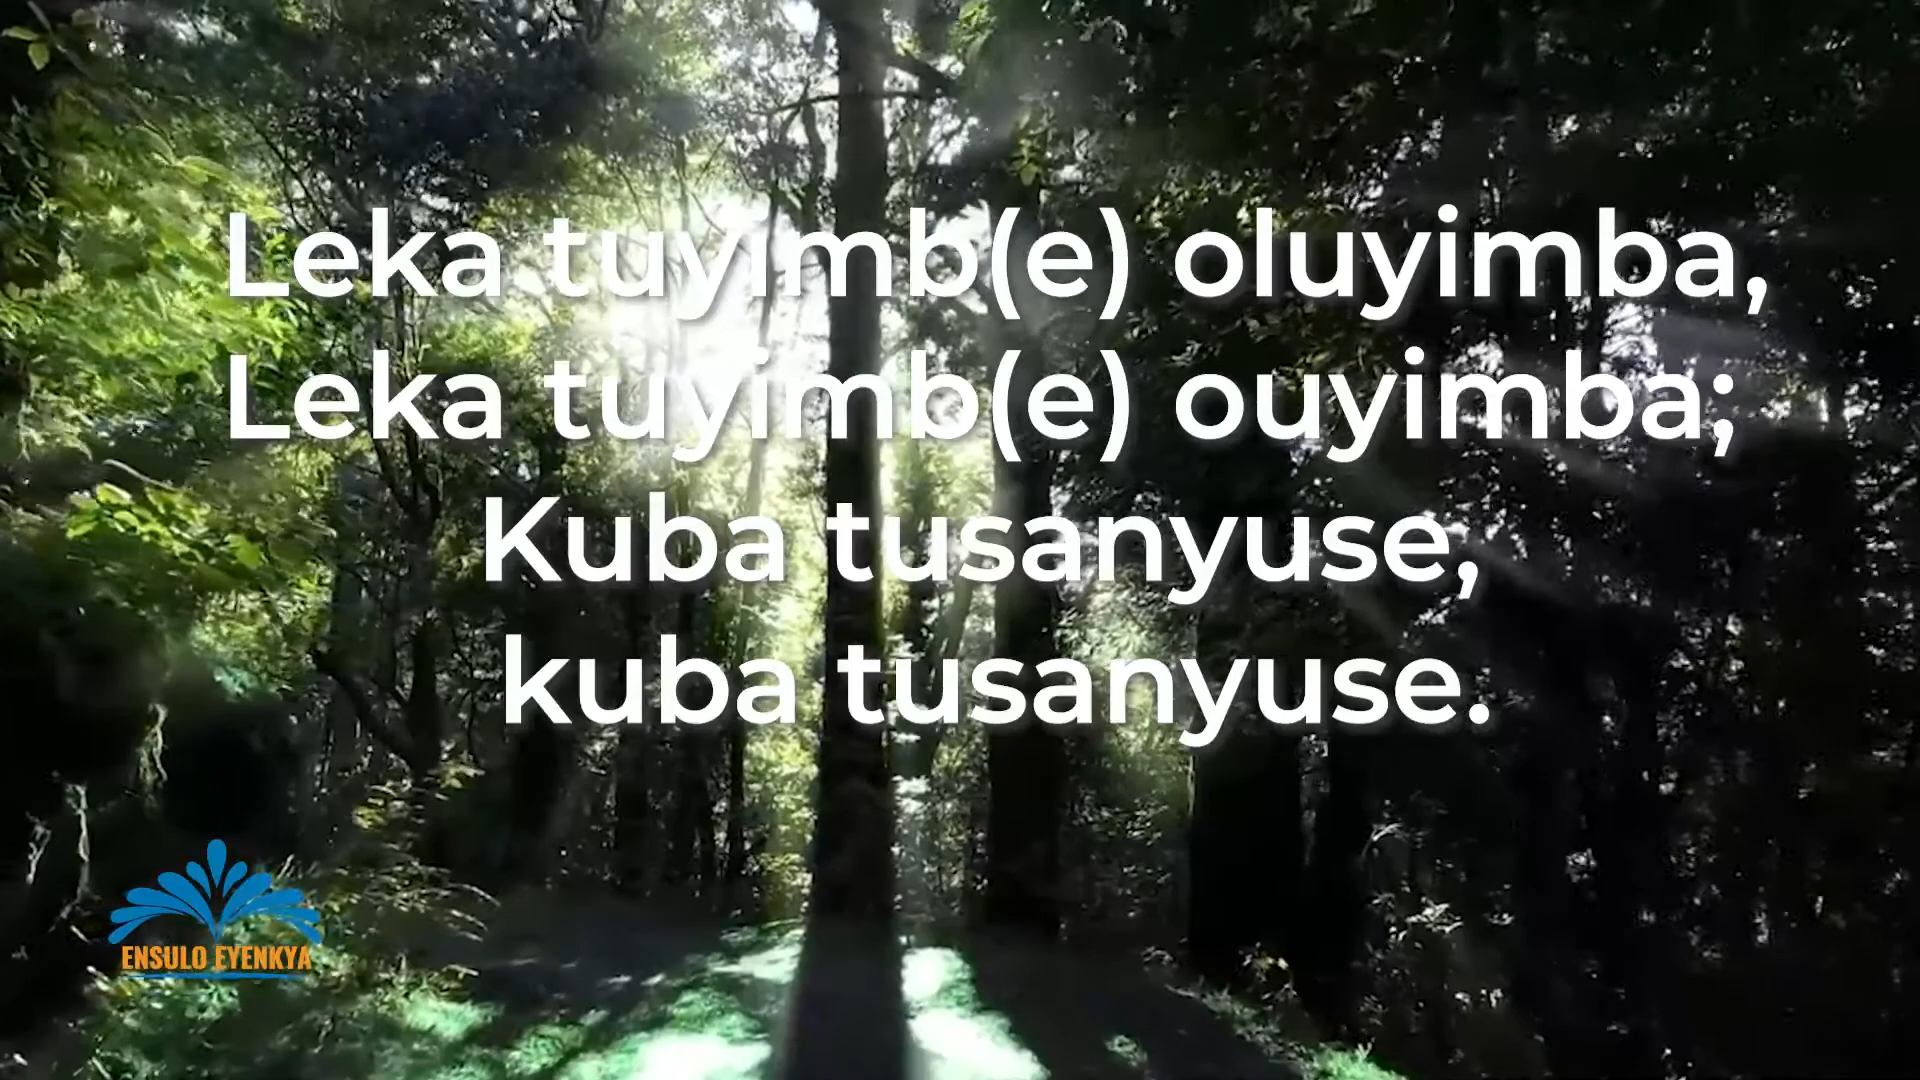 Leka tuyimb(e) oluyimba,
Leka tuyimb(e) ouyimba;
Kuba tusanyuse,
kuba tusanyuse.
ENSULO EYENKYA